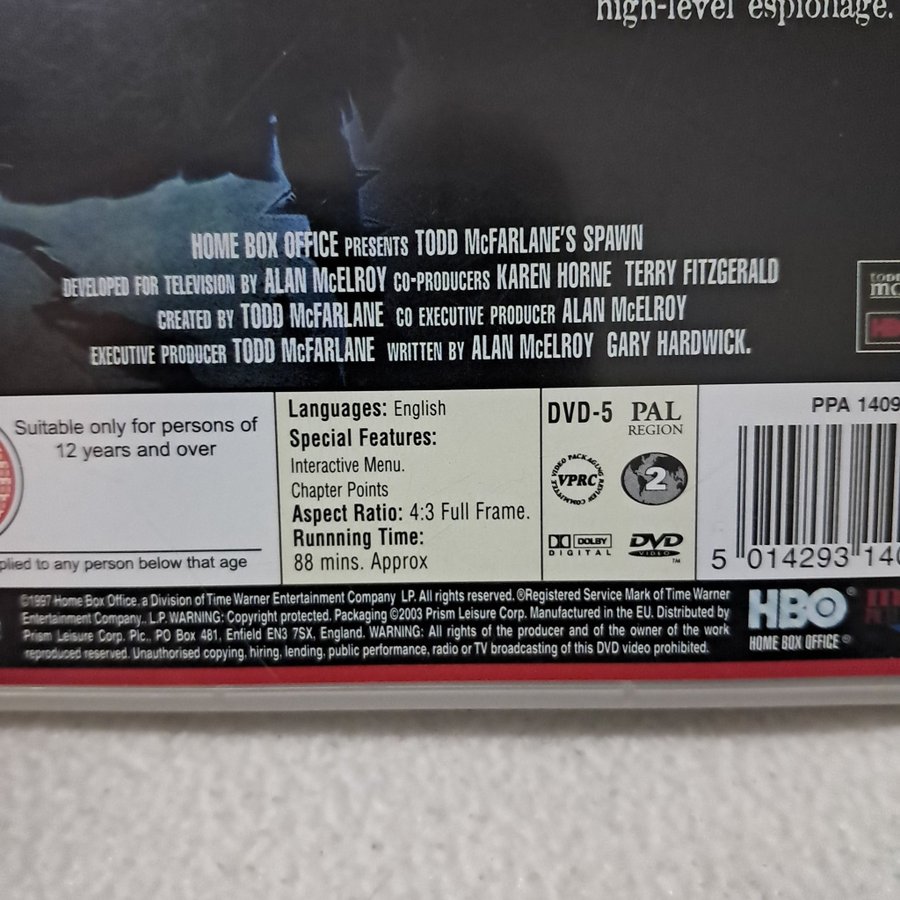 high-level espionage.
HOME BOX OFFICE PRESENTS TODD McFARLANE'S SPAWN
DEVELOPED FOR TELEVISION BY ALAN McELROY CO-PRODUCERS KAREN HORNE TERRY FITZGERALD
CREATED BY TODD McFARLANE CO EXECUTIVE PRODUCER ALAN McELROY
EXECUTIVE PRODUCER TODD McFARLANE WRITTEN BY ALAN McELROY GARY HARDWICK.
Suitable only for persons of
12 years and over
plied to any person below that age
Languages: English
Special Features:
Interactive Menu.
Chapter Points
Aspect Ratio: 4:3 Full Frame.
Runnning Time:
88 mins. Approx
DVD-5 PAL
REGION
VIDEO PACKAGING REVIEW COMMITTEE
VPRC
2
DOLBY
DIGITAL
DVD
VIDEO
™
PPA 1409
5 014293 140
©1997 Home Box Office, a Division of Time Warner Entertainment Company LP. All rights reserved. ®Registered Service Mark of Time Warner
Entertainment Company., L.P. WARNING: Copyright protected. Packaging ©2003 Prism Leisure Corp. Manufactured in the EU. Distributed by
Prism Leisure Corp. Plc., PO Box 481, Enfield EN3 7SX, England. WARNING: All rights of the producer and of the owner of the work
reproduced reserved. Unauthorised copying, hiring, lending, public performance, radio or TV broadcasting of this DVD video prohibited.
HBO®
HOME BOX OFFICE®